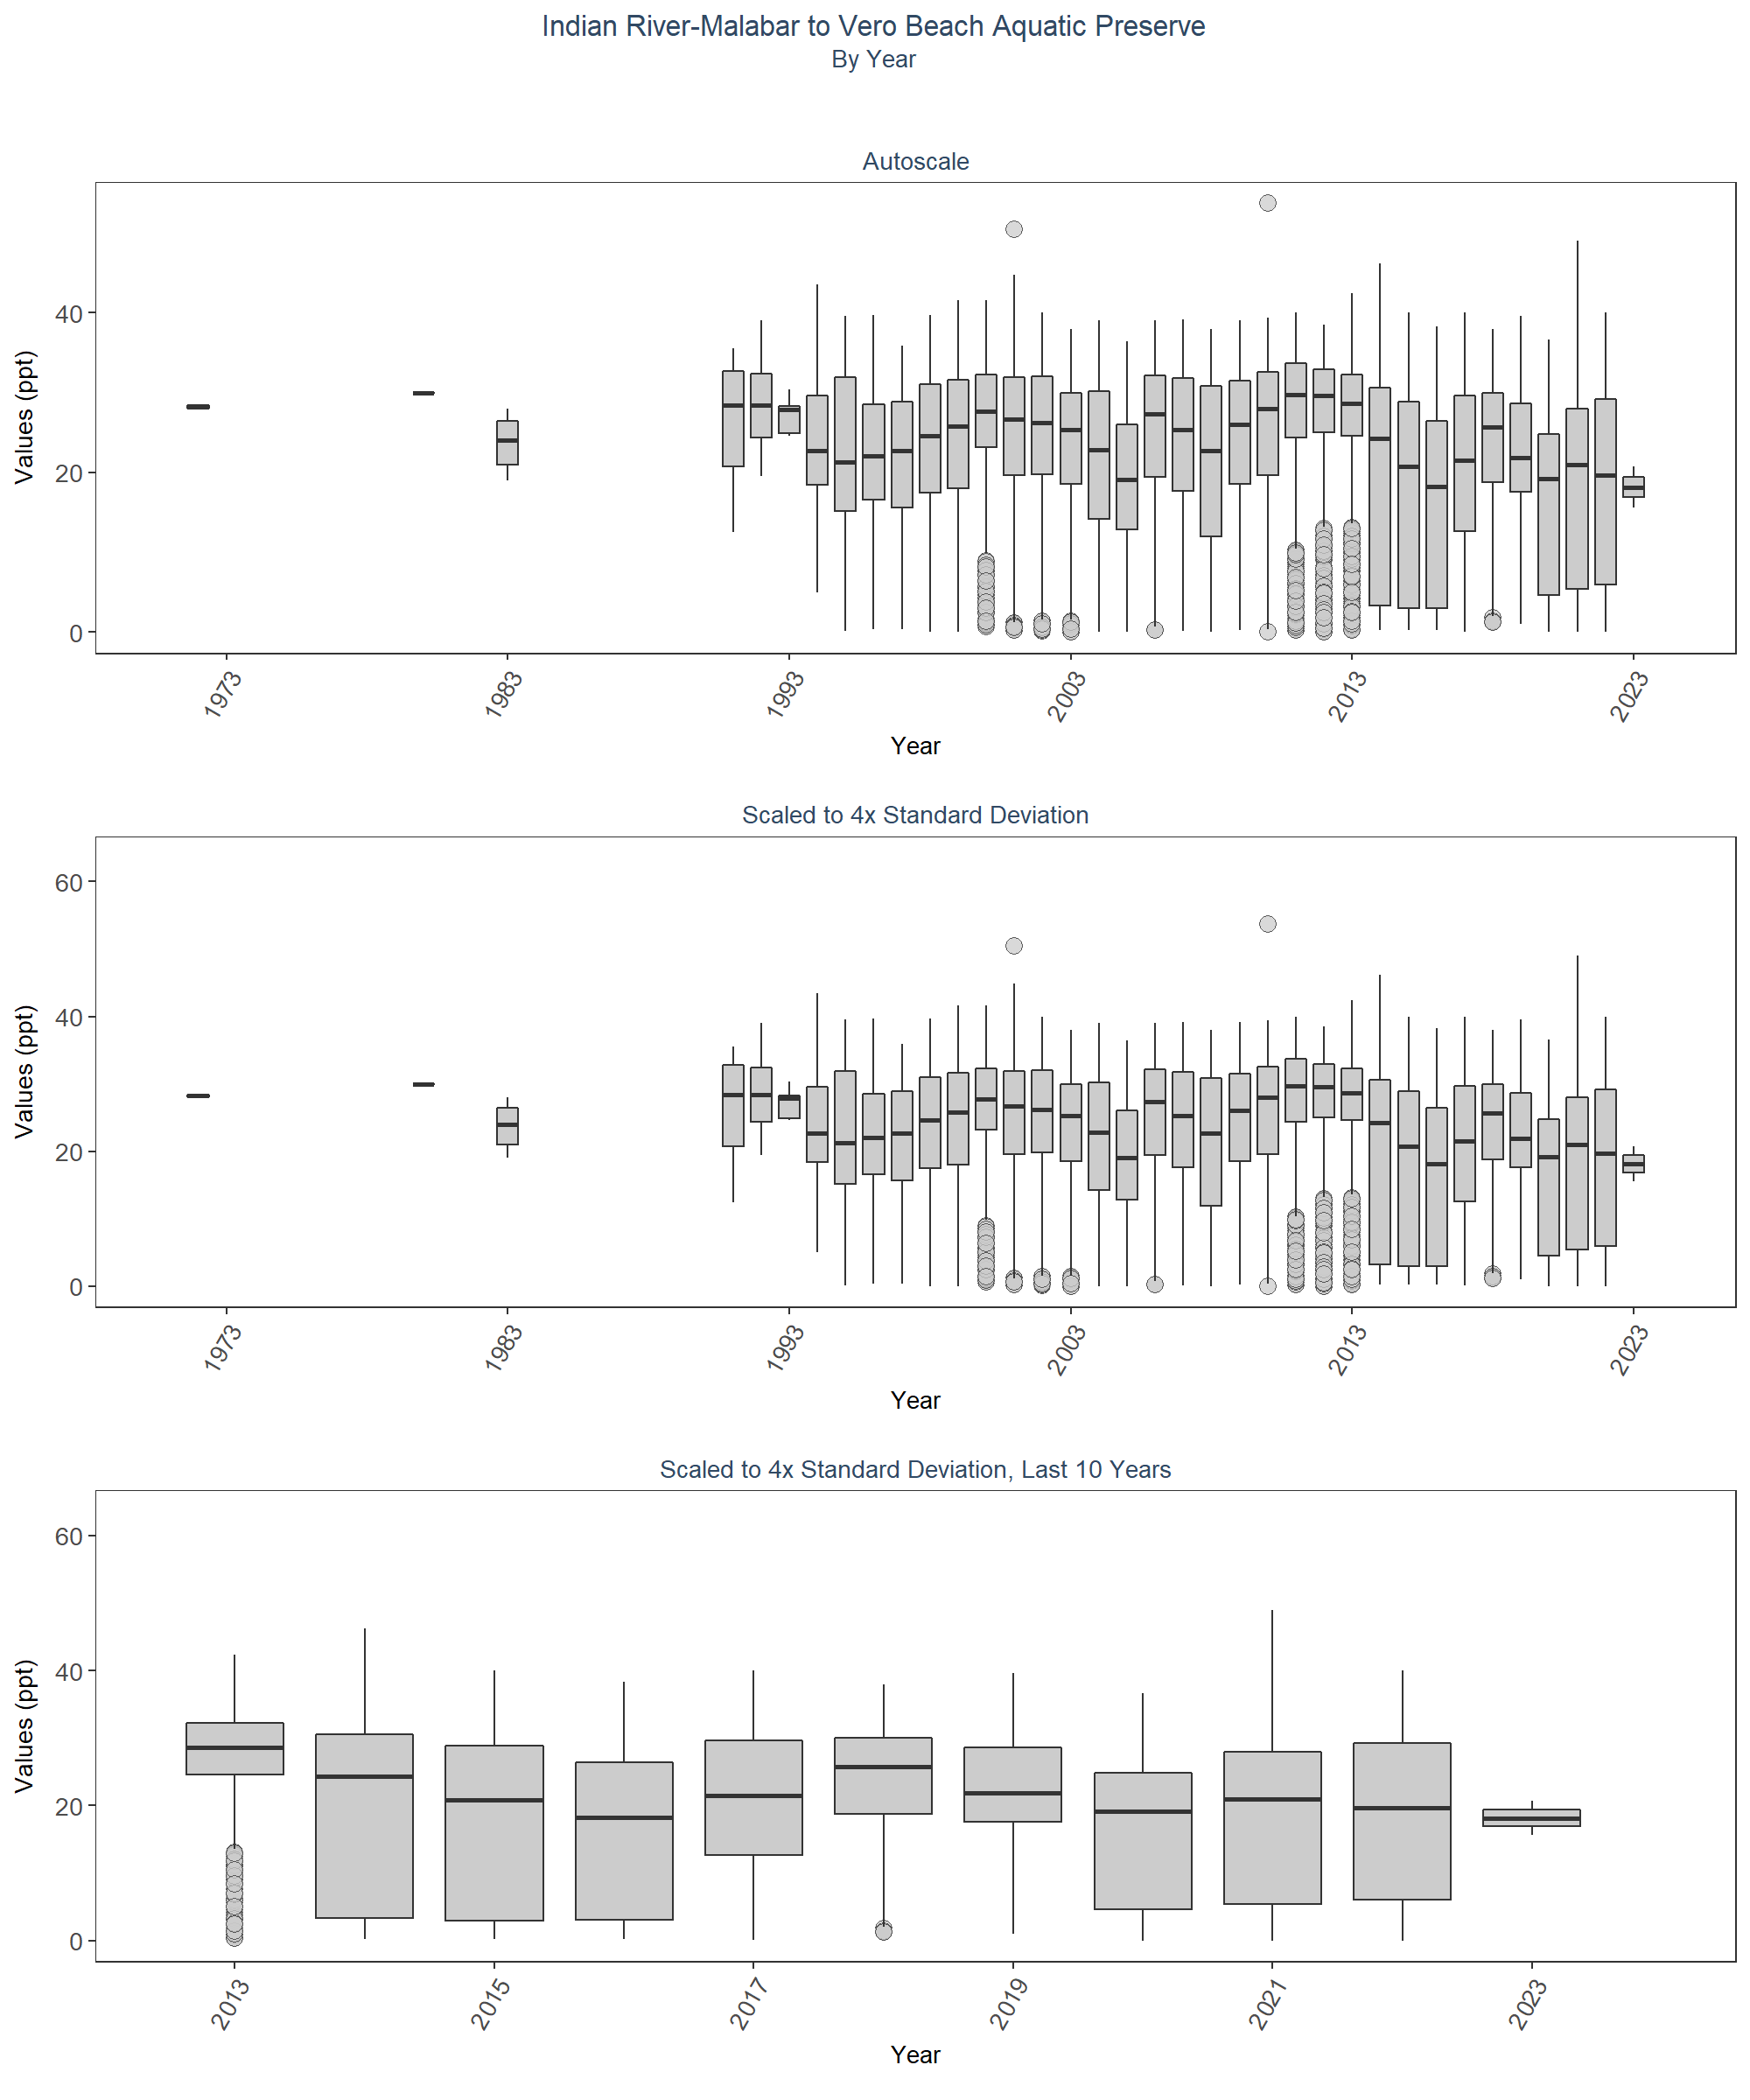 Indian River-Malabar to Vero Beach Aquatic Preserve
By Year
Autoscale
Values (ppt)
40
20
0
1973 1983 1993 2003 2013 2023
Year
Scaled to 4x Standard Deviation
Values (ppt)
60
40
20
0
1973 1983 1993 2003 2013 2023
Year
Scaled to 4x Standard Deviation, Last 10 Years
Values (ppt)
60
40
20
0
2013 2015 2017 2019 2021 2023
Year